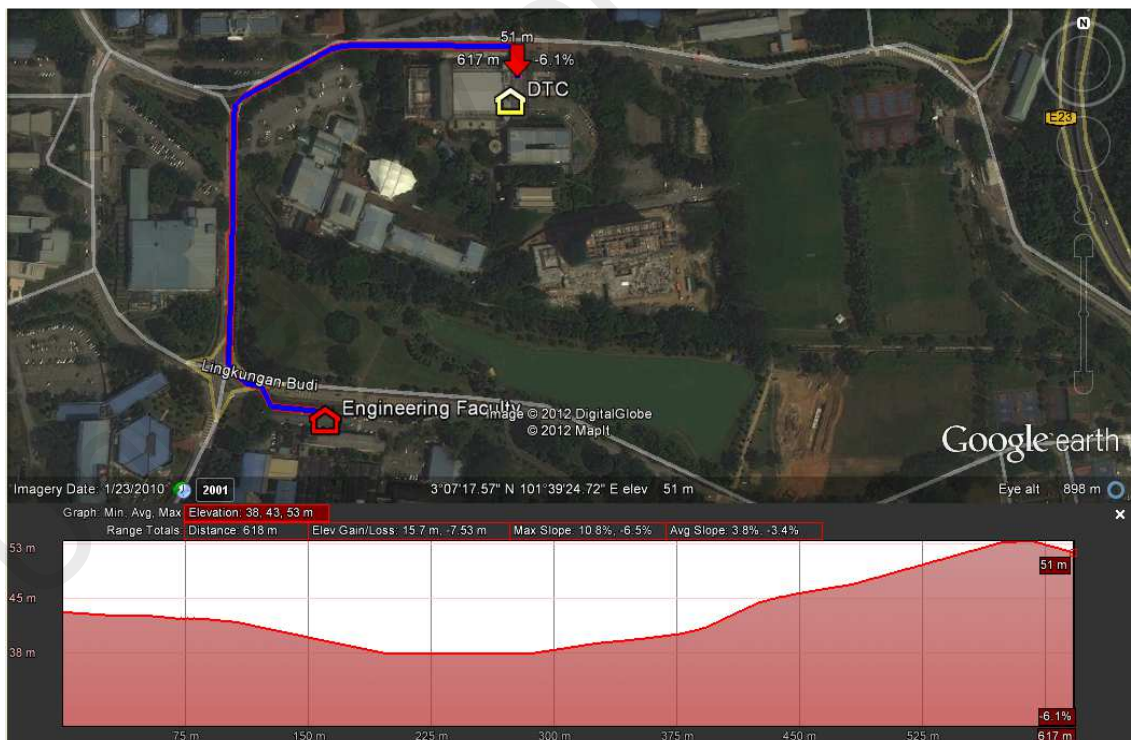 N
51 m
617 m -6.1%
DTC
E23
Lingkungan Budi
Engineering Faculty
Image © 2012 DigitalGlobe
© 2012 MapIt
Google earth
Imagery Date: 1/23/2010 2001 3°07'17.57" N 101°39'24.72" E elev 51 m Eye alt 898 m
Graph: Min, Avg, Max Elevation: 38, 43, 53 m
Range Totals: Distance: 618 m Elev Gain/Loss: 15.7 m, -7.53 m Max Slope: 10.8%, -6.5% Avg Slope: 3.8%, -3.4%
53 m
51 m
45 m
38 m
-6.1%
75 m 150 m 225 m 300 m 375 m 450 m 525 m 617 m